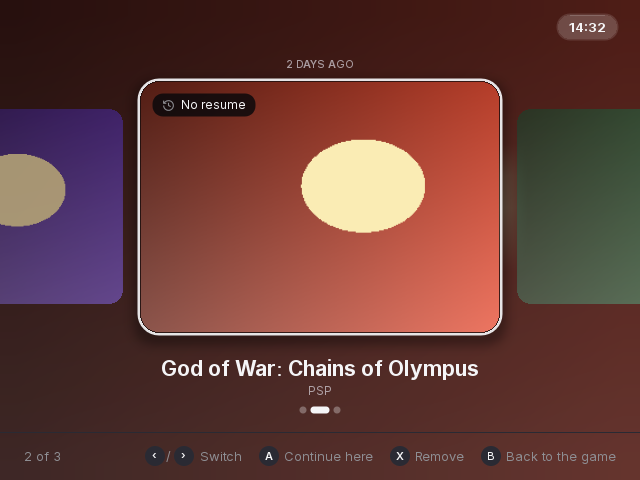 14:32
2 DAYS AGO
No resume
God of War: Chains of Olympus
PSP
2 of 3 ‹ / › Switch A Continue here X Remove B Back to the game